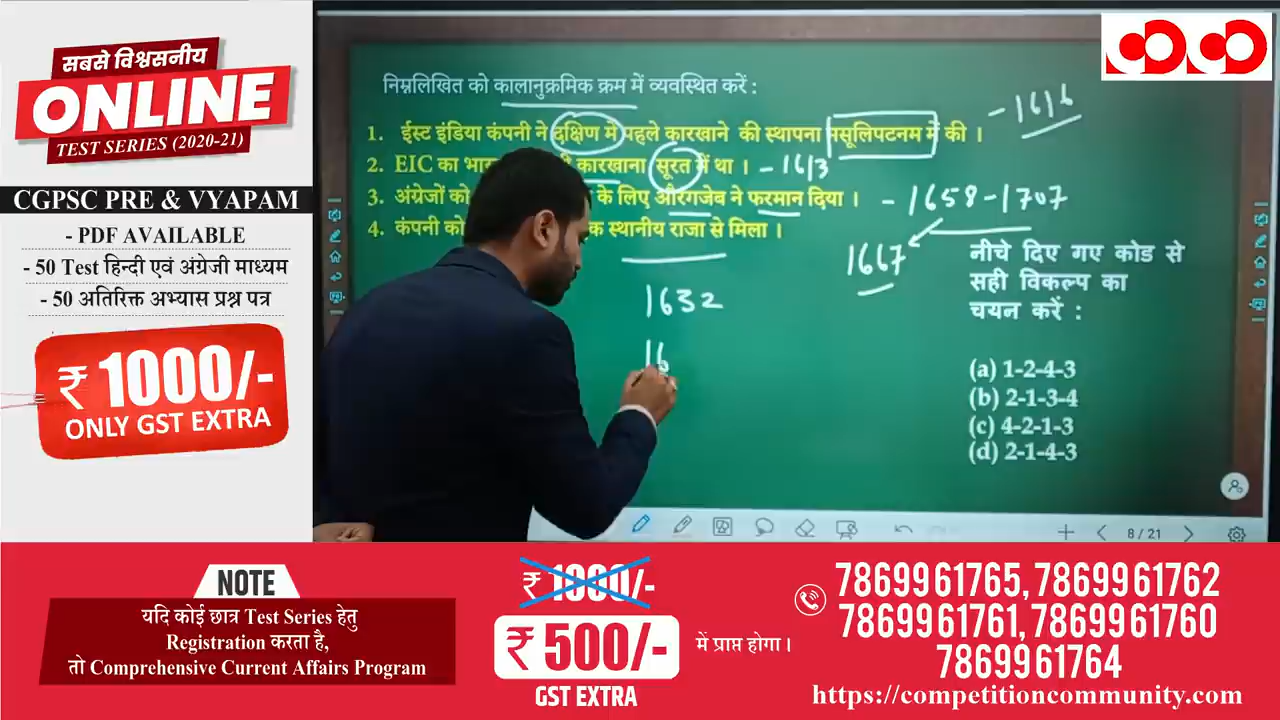 सबसे विश्वसनीय
ONLINE
TEST SERIES (2020-21)
CGPSC PRE & VYAPAM
- PDF AVAILABLE
- 50 Test हिन्दी एवं अंग्रेजी माध्यम
- 50 अतिरिक्त अभ्यास प्रश्न पत्र
₹ 1000/-
ONLY GST EXTRA
निम्नलिखित को कालानुक्रमिक क्रम में व्यवस्थित करें :
1. ईस्ट इंडिया कंपनी ने दक्षिण में पहले कारखाने की स्थापना मसूलिपटनम में की । - 1616
2. EIC का कारखाना सूरत में था । - 1613
3. अंग्रेजों को के लिए औरंगजेब ने फरमान दिया । - 1658-1707
4. कंपनी को स्थानीय राजा से मिला ।
1667
1632
16
नीचे दिए गए कोड से
सही विकल्प का
चयन करें :
(a) 1-2-4-3
(b) 2-1-3-4
(c) 4-2-1-3
(d) 2-1-4-3
8 / 21
NOTE
यदि कोई छात्र Test Series हेतु
Registration करता है,
तो Comprehensive Current Affairs Program
₹ 1000/-
₹ 500/-
GST EXTRA
में प्राप्त होगा।
7869961765, 7869961762
7869961761, 7869961760
7869961764
https://competitioncommunity.com